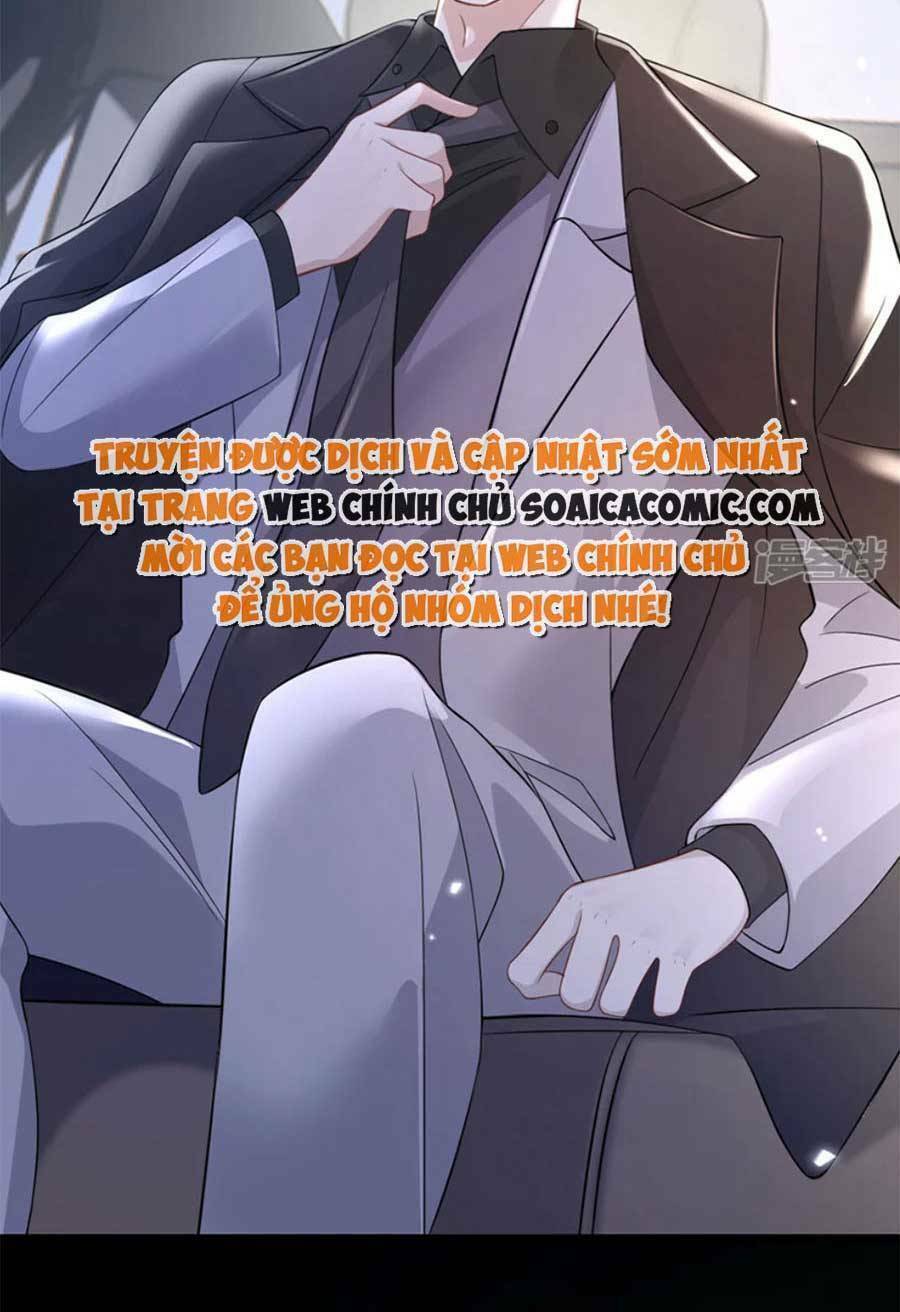 TRUYỆN ĐƯỢC DỊCH VÀ CẬP NHẬT SỚM NHẤT
TẠI TRANG WEB CHÍNH CHỦ SOAICACOMIC.COM
MỜI CÁC BẠN ĐỌC TẠI WEB CHÍNH CHỦ
ĐỂ ỦNG HỘ NHÓM DỊCH NHÉ!
漫客栈